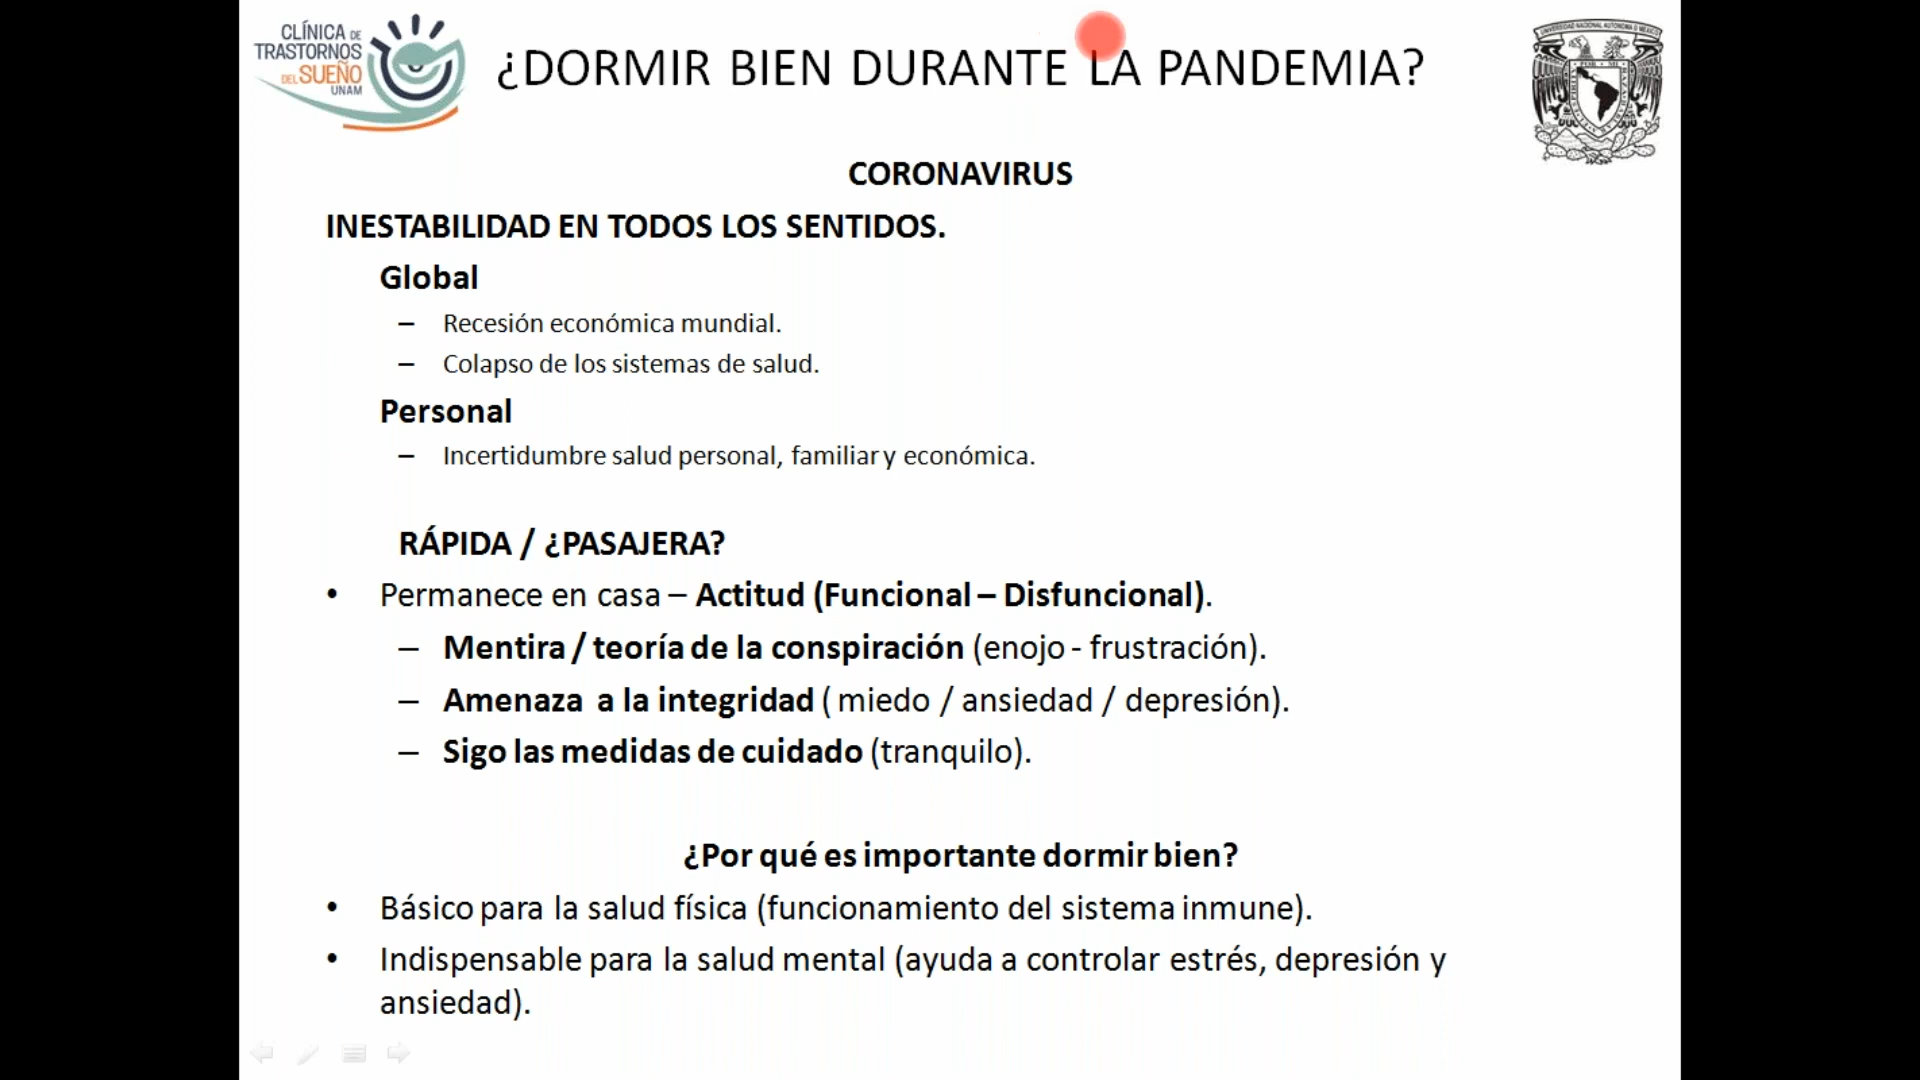 CLÍNICA DE
TRASTORNOS
DEL SUEÑO
UNAM
¿DORMIR BIEN DURANTE LA PANDEMIA?
CORONAVIRUS
INESTABILIDAD EN TODOS LOS SENTIDOS.
Global
– Recesión económica mundial.
– Colapso de los sistemas de salud.
Personal
– Incertidumbre salud personal, familiar y económica.
RÁPIDA / ¿PASAJERA?
• Permanece en casa – Actitud (Funcional – Disfuncional).
– Mentira / teoría de la conspiración (enojo - frustración).
– Amenaza a la integridad ( miedo / ansiedad / depresión).
– Sigo las medidas de cuidado (tranquilo).
¿Por qué es importante dormir bien?
• Básico para la salud física (funcionamiento del sistema inmune).
• Indispensable para la salud mental (ayuda a controlar estrés, depresión y
ansiedad).